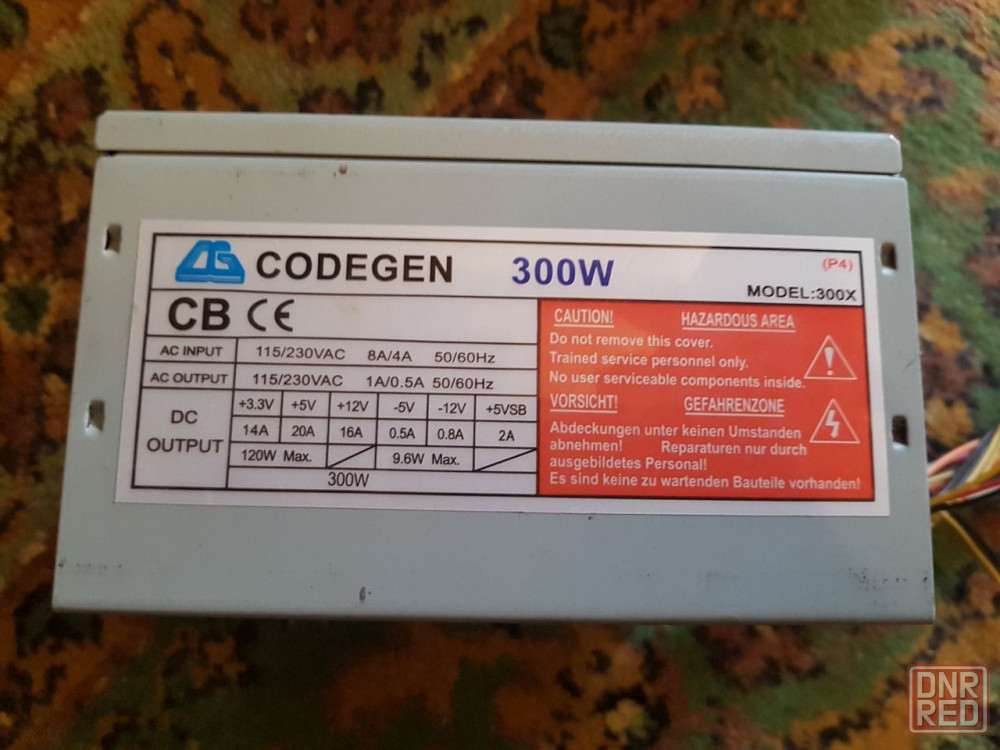 CODEGEN 300W (P4)
MODEL:300X
CB CE
AC INPUT 115/230VAC 8A/4A 50/60Hz
AC OUTPUT 115/230VAC 1A/0.5A 50/60Hz
DC OUTPUT
+3.3V +5V +12V -5V -12V +5VSB
14A 20A 16A 0.5A 0.8A 2A
120W Max. 9.6W Max.
300W
CAUTION! HAZARDOUS AREA
Do not remove this cover.
Trained service personnel only.
No user serviceable components inside.
VORSICHT! GEFAHRENZONE
Abdeckungen unter keinen Umstanden
abnehmen! Reparaturen nur durch
ausgebildetes Personal!
Es sind keine zu wartenden Bauteile vorhanden!
DNR
RED